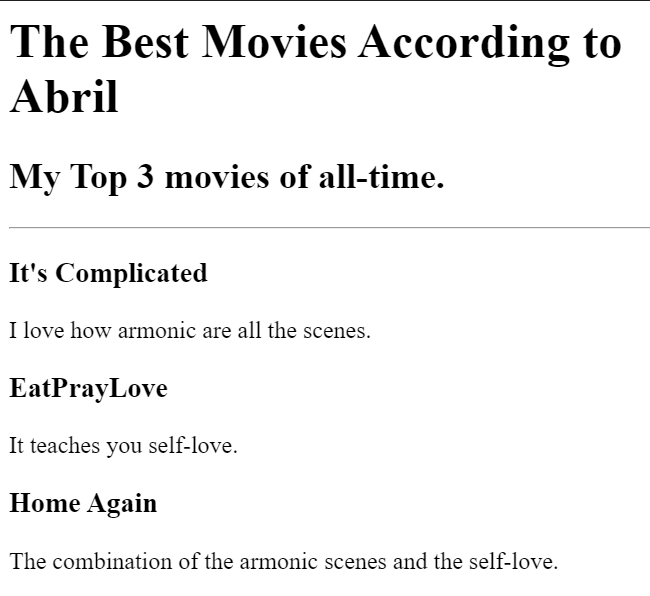 The Best Movies According to
Abril
My Top 3 movies of all-time.
It's Complicated
I love how armonic are all the scenes.
EatPrayLove
It teaches you self-love.
Home Again
The combination of the armonic scenes and the self-love.